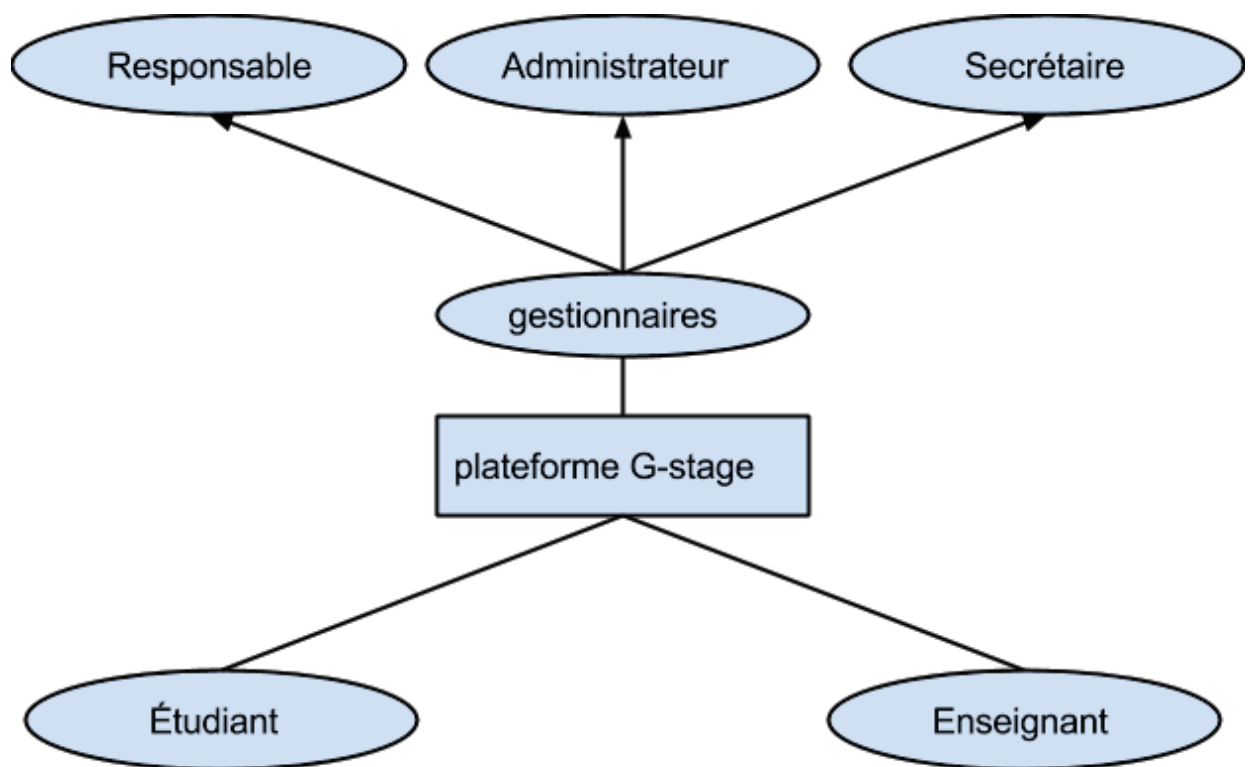 Responsable
Administrateur
Secrétaire
gestionnaires
plateforme G-stage
Étudiant
Enseignant